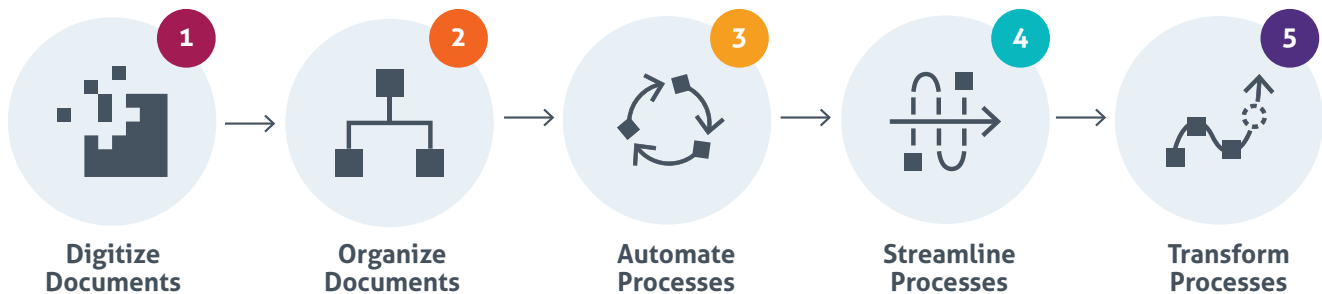 1
2
3
4
5
Digitize
Documents
Organize
Documents
Automate
Processes
Streamline
Processes
Transform
Processes